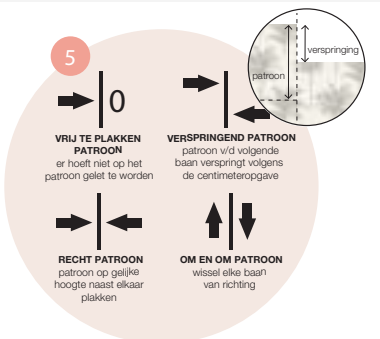 5
verspringing
patroon
0
VRIJ TE PLAKKEN
PATROON
er hoeft niet op het
patroon gelet te worden
VERSPRINGEND PATROON
patroon v/d volgende
baan verspringt volgens
de centimeteropgave
RECHT PATROON
patroon op gelijke
hoogte naast elkaar
plakken
OM EN OM PATROON
wissel elke baan
van richting